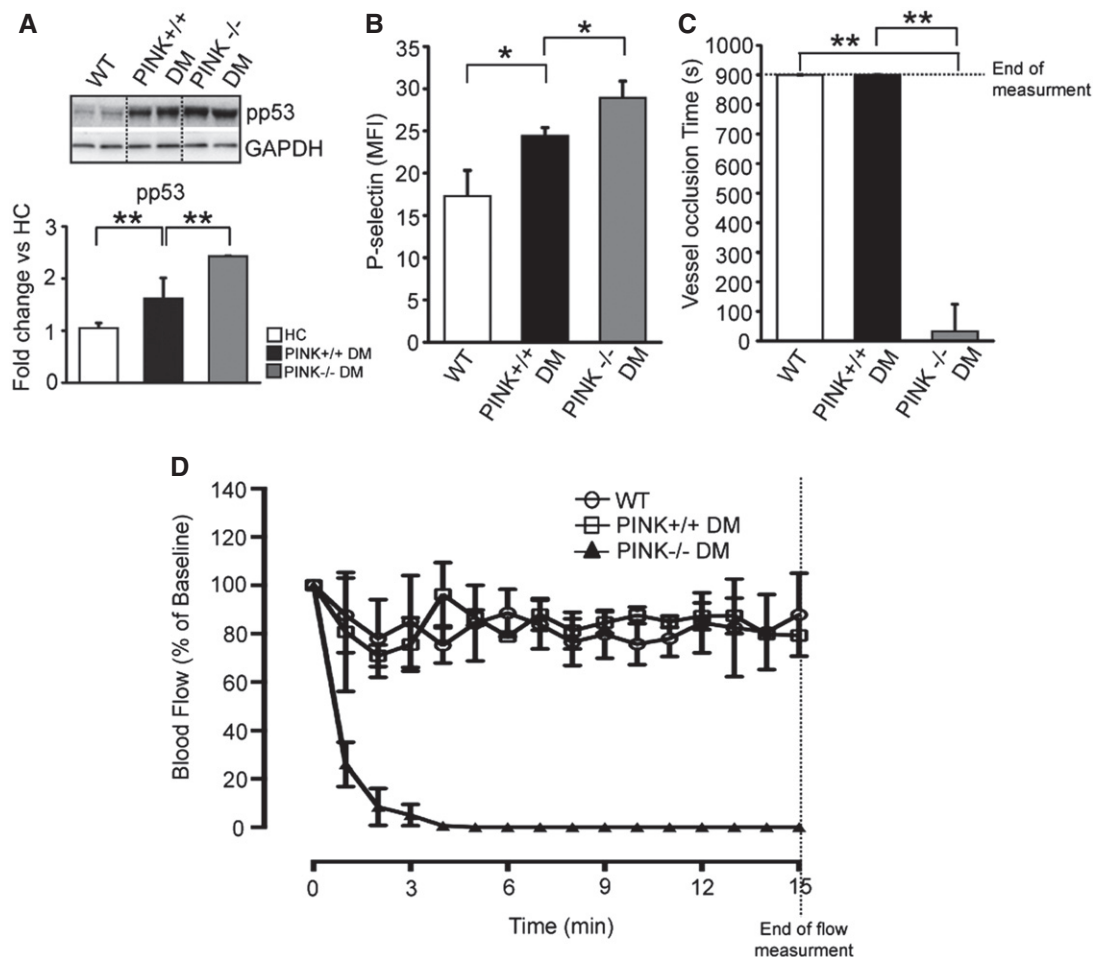 A
WT
PINK+/+
DM
PINK -/-
DM
pp53
GAPDH
pp53
Fold change vs HC
3
2
1
0
**
**
HC
PINK+/+ DM
PINK-/- DM
B
P-selectin (MFI)
35
30
25
20
15
10
5
0
*
*
WT
PINK+/+
DM
PINK -/-
DM
C
Vessel occlusion Time (s)
1000
900
800
700
600
500
400
300
200
100
0
**
**
End of
measurment
WT
PINK+/+
DM
PINK -/-
DM
D
Blood Flow (% of Baseline)
140
120
100
80
60
40
20
0
WT
PINK+/+ DM
PINK-/- DM
0
3
6
9
12
15
Time (min)
End of flow
measurment